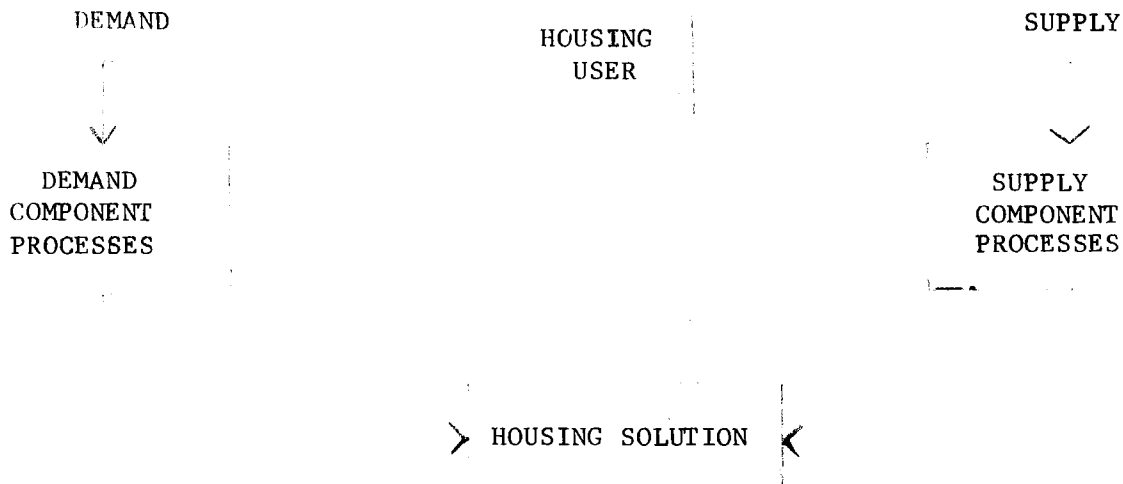 DEMAND
HOUSING
USER
SUPPLY
DEMAND
COMPONENT
PROCESSES
SUPPLY
COMPONENT
PROCESSES
HOUSING SOLUTION